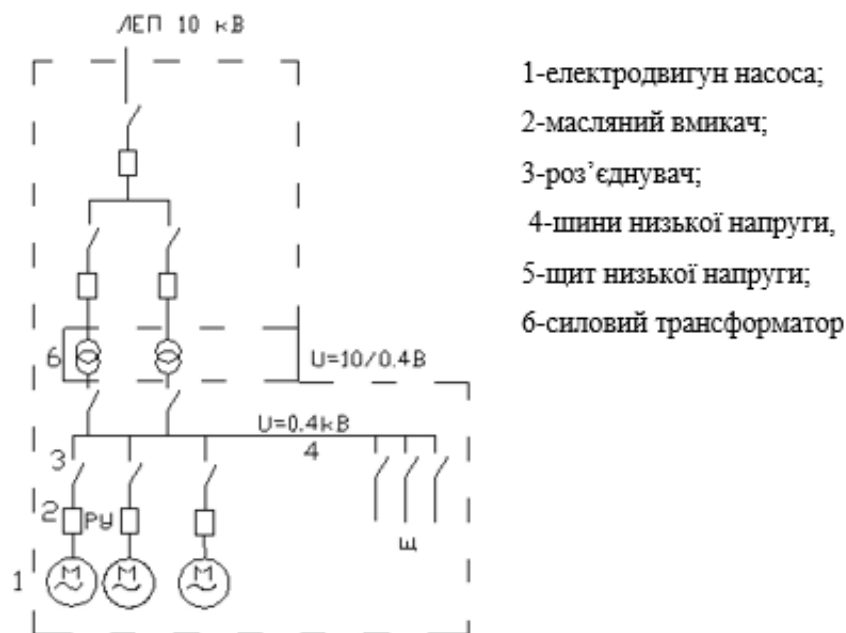 ЛЕП 10 кВ
1-електродвигун насоса;
2-масляний вмикач;
3-роз’єднувач;
4-шини низької напруги,
5-щит низької напруги;
6-силовий трансформатор
6
U=10/0.4В
U=0.4кВ
3
4
2
РУ
Щ
1
М
М
М